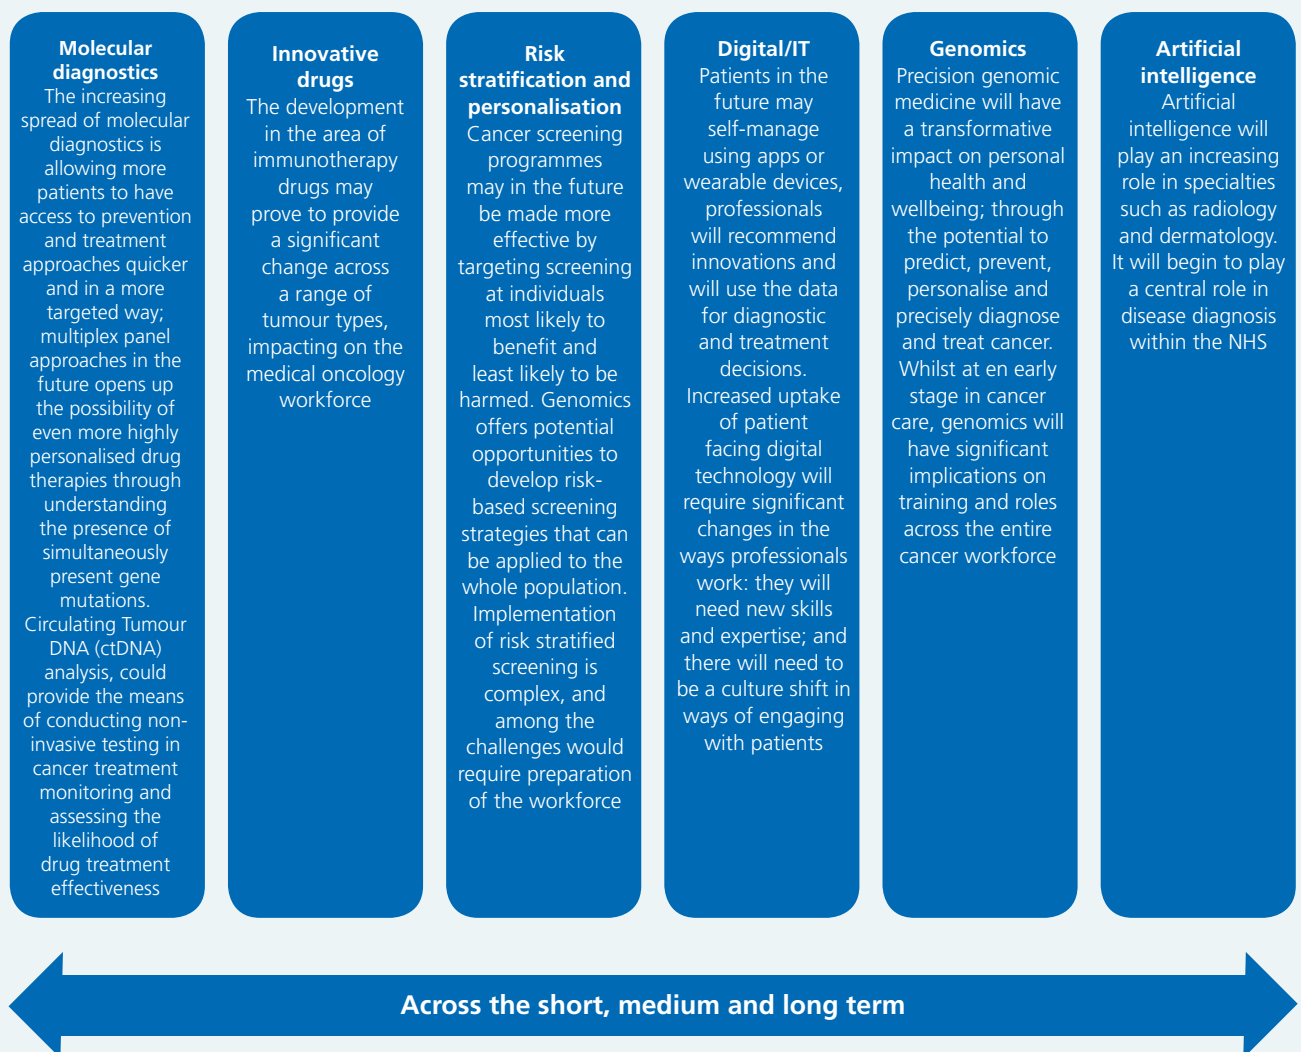 Molecular
diagnostics
The increasing
spread of molecular
diagnostics is
allowing more
patients to have
access to prevention
and treatment
approaches quicker
and in a more
targeted way;
multiplex panel
approaches in the
future opens up
the possibility of
even more highly
personalised drug
therapies through
understanding
the presence of
simultaneously
present gene
mutations.
Circulating Tumour
DNA (ctDNA)
analysis, could
provide the means
of conducting non-
invasive testing in
cancer treatment
monitoring and
assessing the
likelihood of
drug treatment
effectiveness
Innovative
drugs
The development
in the area of
immunotherapy
drugs may
prove to provide
a significant
change across
a range of
tumour types,
impacting on the
medical oncology
workforce
Risk
stratification and
personalisation
Cancer screening
programmes
may in the future
be made more
effective by
targeting screening
at individuals
most likely to
benefit and
least likely to be
harmed. Genomics
offers potential
opportunities to
develop risk-
based screening
strategies that can
be applied to the
whole population.
Implementation
of risk stratified
screening is
complex, and
among the
challenges would
require preparation
of the workforce
Digital/IT
Patients in the
future may
self-manage
using apps or
wearable devices,
professionals
will recommend
innovations and
will use the data
for diagnostic
and treatment
decisions.
Increased uptake
of patient
facing digital
technology will
require significant
changes in the
ways professionals
work: they will
need new skills
and expertise; and
there will need to
be a culture shift in
ways of engaging
with patients
Genomics
Precision genomic
medicine will have
a transformative
impact on personal
health and
wellbeing; through
the potential to
predict, prevent,
personalise and
precisely diagnose
and treat cancer.
Whilst at en early
stage in cancer
care, genomics will
have significant
implications on
training and roles
across the entire
cancer workforce
Artificial
intelligence
Artificial
intelligence will
play an increasing
role in specialties
such as radiology
and dermatology.
It will begin to play
a central role in
disease diagnosis
within the NHS
Across the short, medium and long term